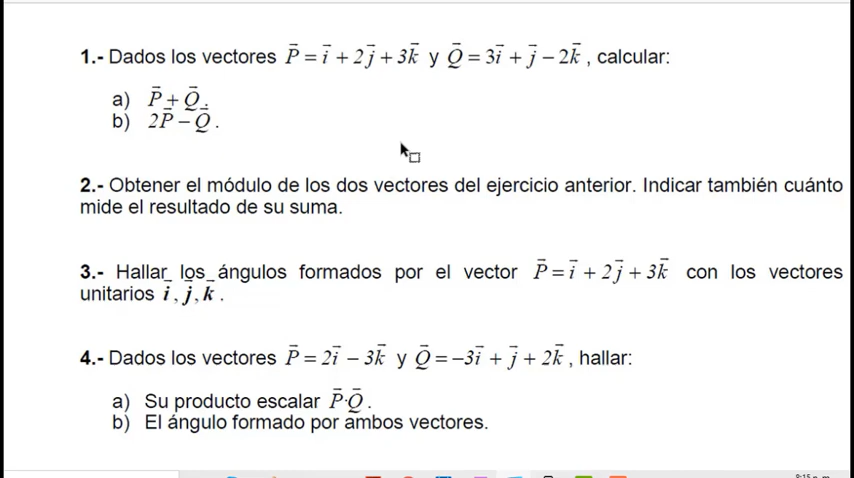 1.- Dados los vectores P̄ = ī + 2j̄ + 3k̄ y Q̄ = 3ī + j̄ − 2k̄ , calcular:
a) P̄ + Q̄ .
b) 2P̄ − Q̄ .
2.- Obtener el módulo de los dos vectores del ejercicio anterior. Indicar también cuánto
mide el resultado de su suma.
3.- Hallar los ángulos formados por el vector P̄ = ī + 2j̄ + 3k̄ con los vectores
unitarios ī , j̄ , k̄ .
4.- Dados los vectores P̄ = 2ī − 3k̄ y Q̄ = −3ī + j̄ + 2k̄ , hallar:
a) Su producto escalar P̄·Q̄ .
b) El ángulo formado por ambos vectores.